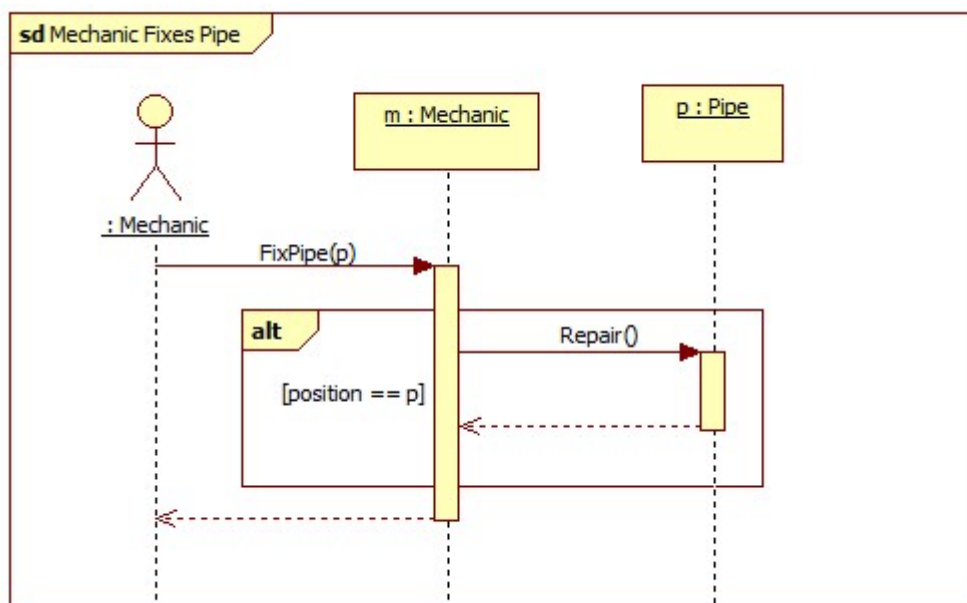 sd Mechanic Fixes Pipe
m : Mechanic
p : Pipe
: Mechanic
FixPipe(p)
alt
Repair()
[position == p]